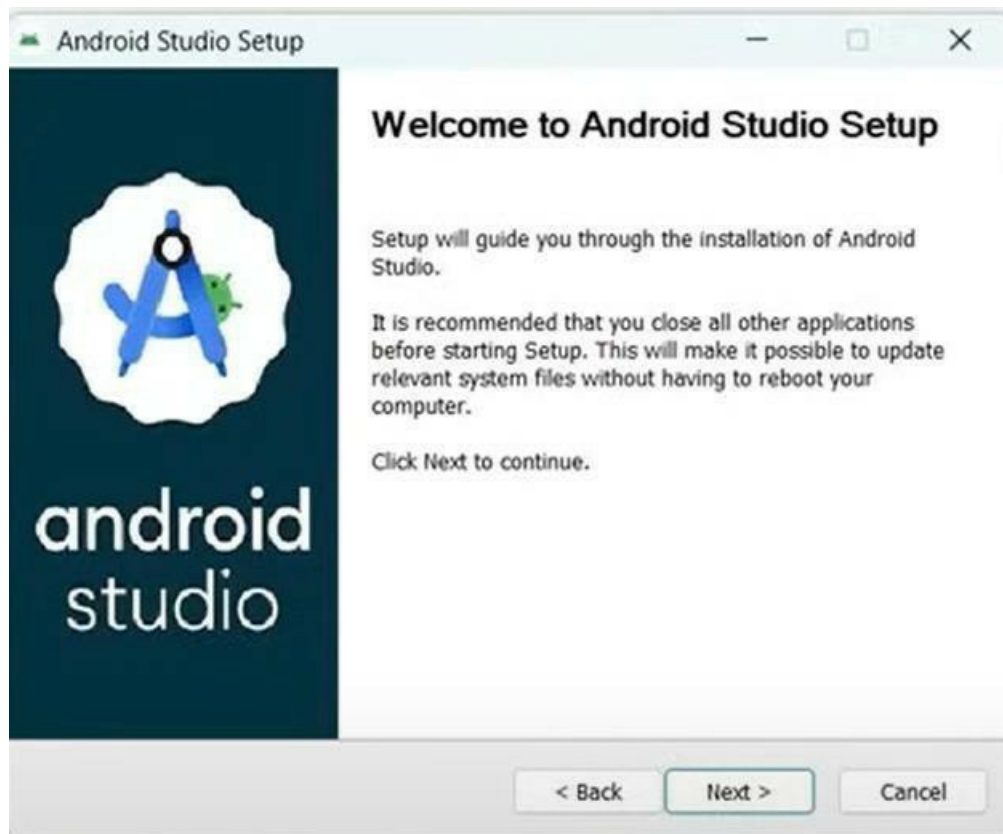 Android Studio Setup
Welcome to Android Studio Setup
Setup will guide you through the installation of Android
Studio.
It is recommended that you close all other applications
before starting Setup. This will make it possible to update
relevant system files without having to reboot your
computer.
Click Next to continue.
android
studio
< Back Next > Cancel